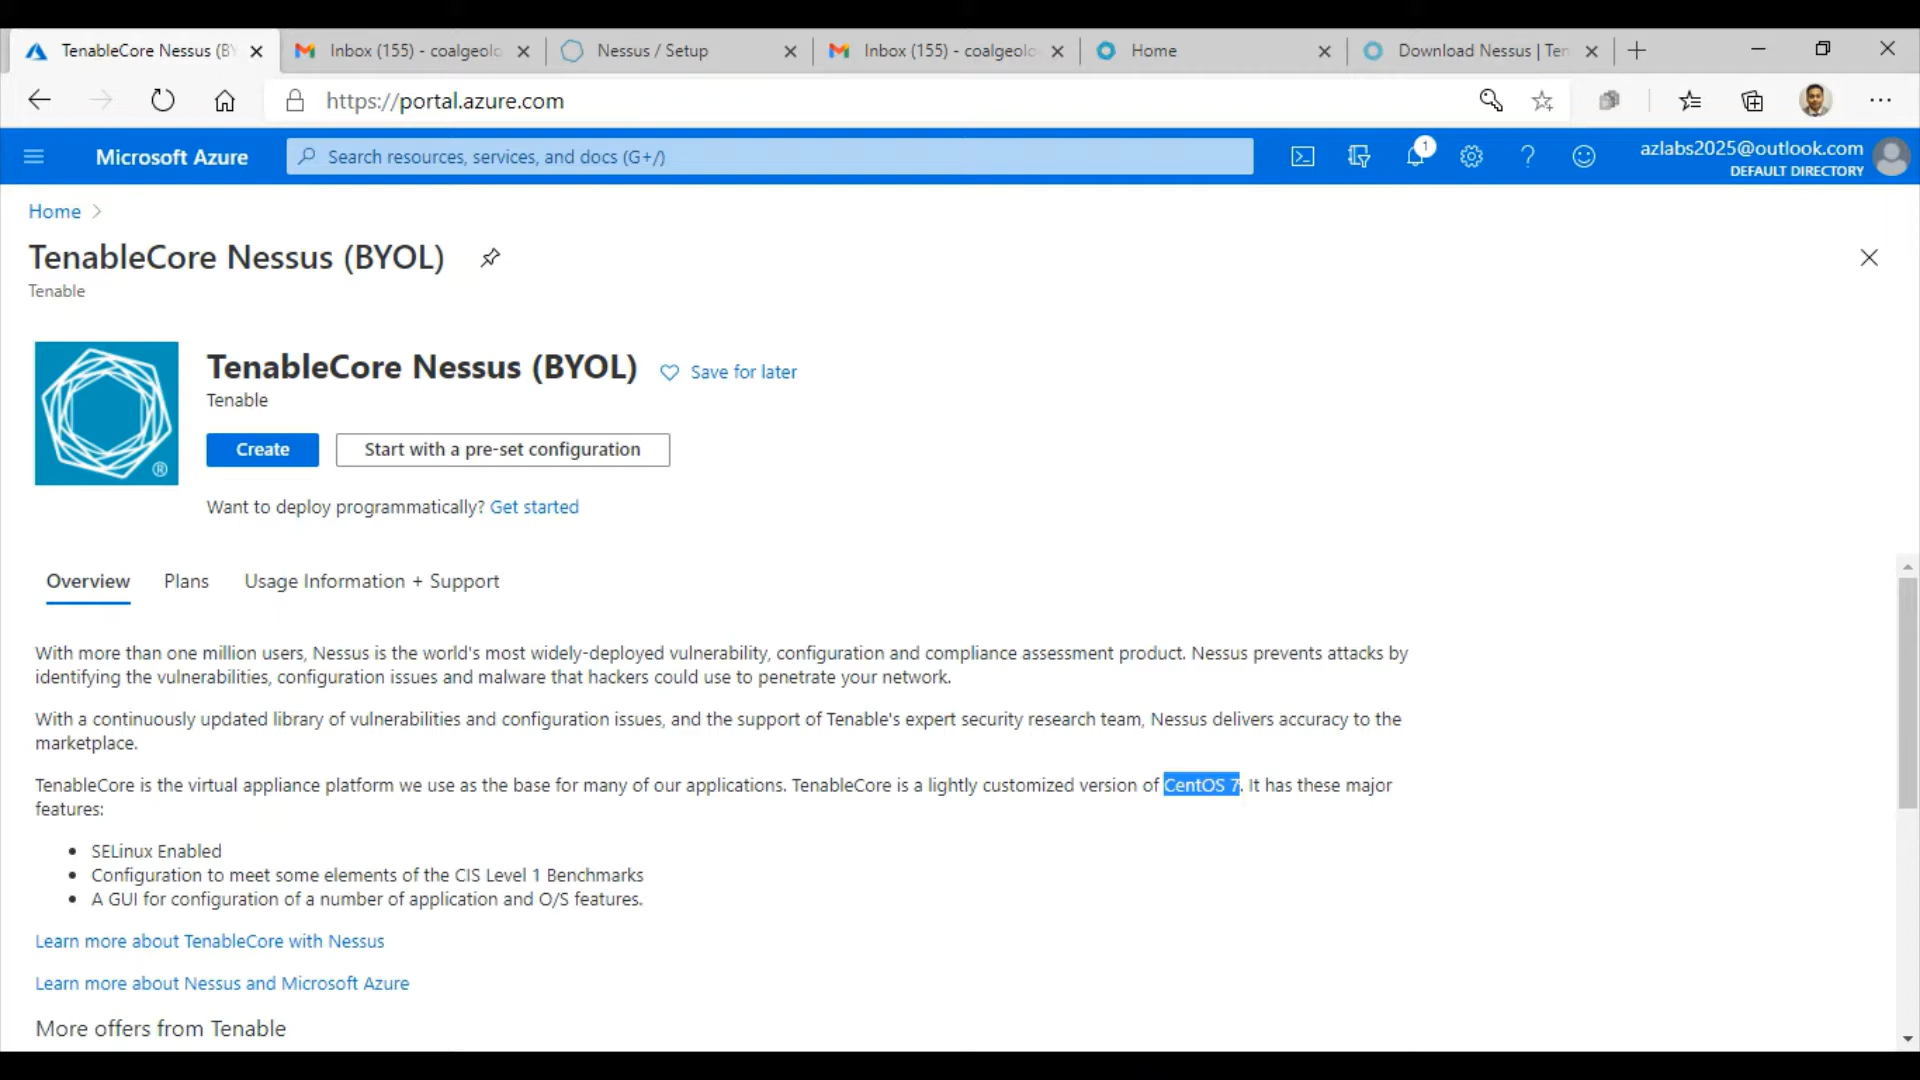 TenableCore Nessus (BY
Inbox (155) - coalgeolo
Nessus / Setup
Inbox (155) - coalgeolo
Home
Download Nessus | Ten
https://portal.azure.com
Microsoft Azure
Search resources, services, and docs (G+/)
1
azlabs2025@outlook.com
DEFAULT DIRECTORY
Home
TenableCore Nessus (BYOL)
Tenable
®
TenableCore Nessus (BYOL)
Save for later
Tenable
Create
Start with a pre-set configuration
Want to deploy programmatically? Get started
Overview
Plans
Usage Information + Support
With more than one million users, Nessus is the world's most widely-deployed vulnerability, configuration and compliance assessment product. Nessus prevents attacks by
identifying the vulnerabilities, configuration issues and malware that hackers could use to penetrate your network.
With a continuously updated library of vulnerabilities and configuration issues, and the support of Tenable's expert security research team, Nessus delivers accuracy to the
marketplace.
TenableCore is the virtual appliance platform we use as the base for many of our applications. TenableCore is a lightly customized version of CentOS 7. It has these major
features:
• SELinux Enabled
• Configuration to meet some elements of the CIS Level 1 Benchmarks
• A GUI for configuration of a number of application and O/S features.
Learn more about TenableCore with Nessus
Learn more about Nessus and Microsoft Azure
More offers from Tenable